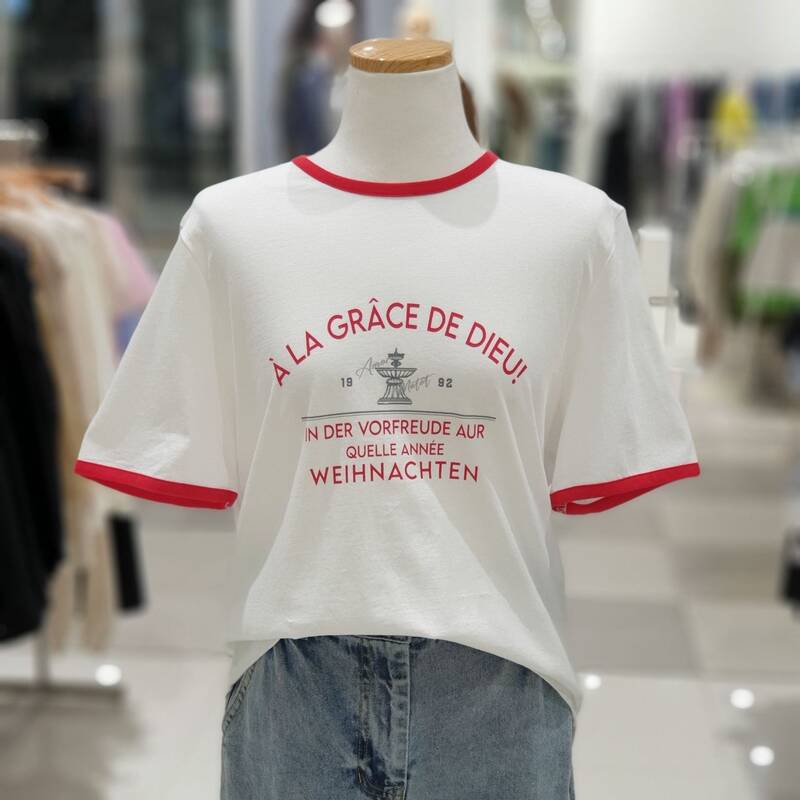 À LA GRÂCE DE DIEU!
19 92
IN DER VORFREUDE AUR
QUELLE ANNÉE
WEIHNACHTEN